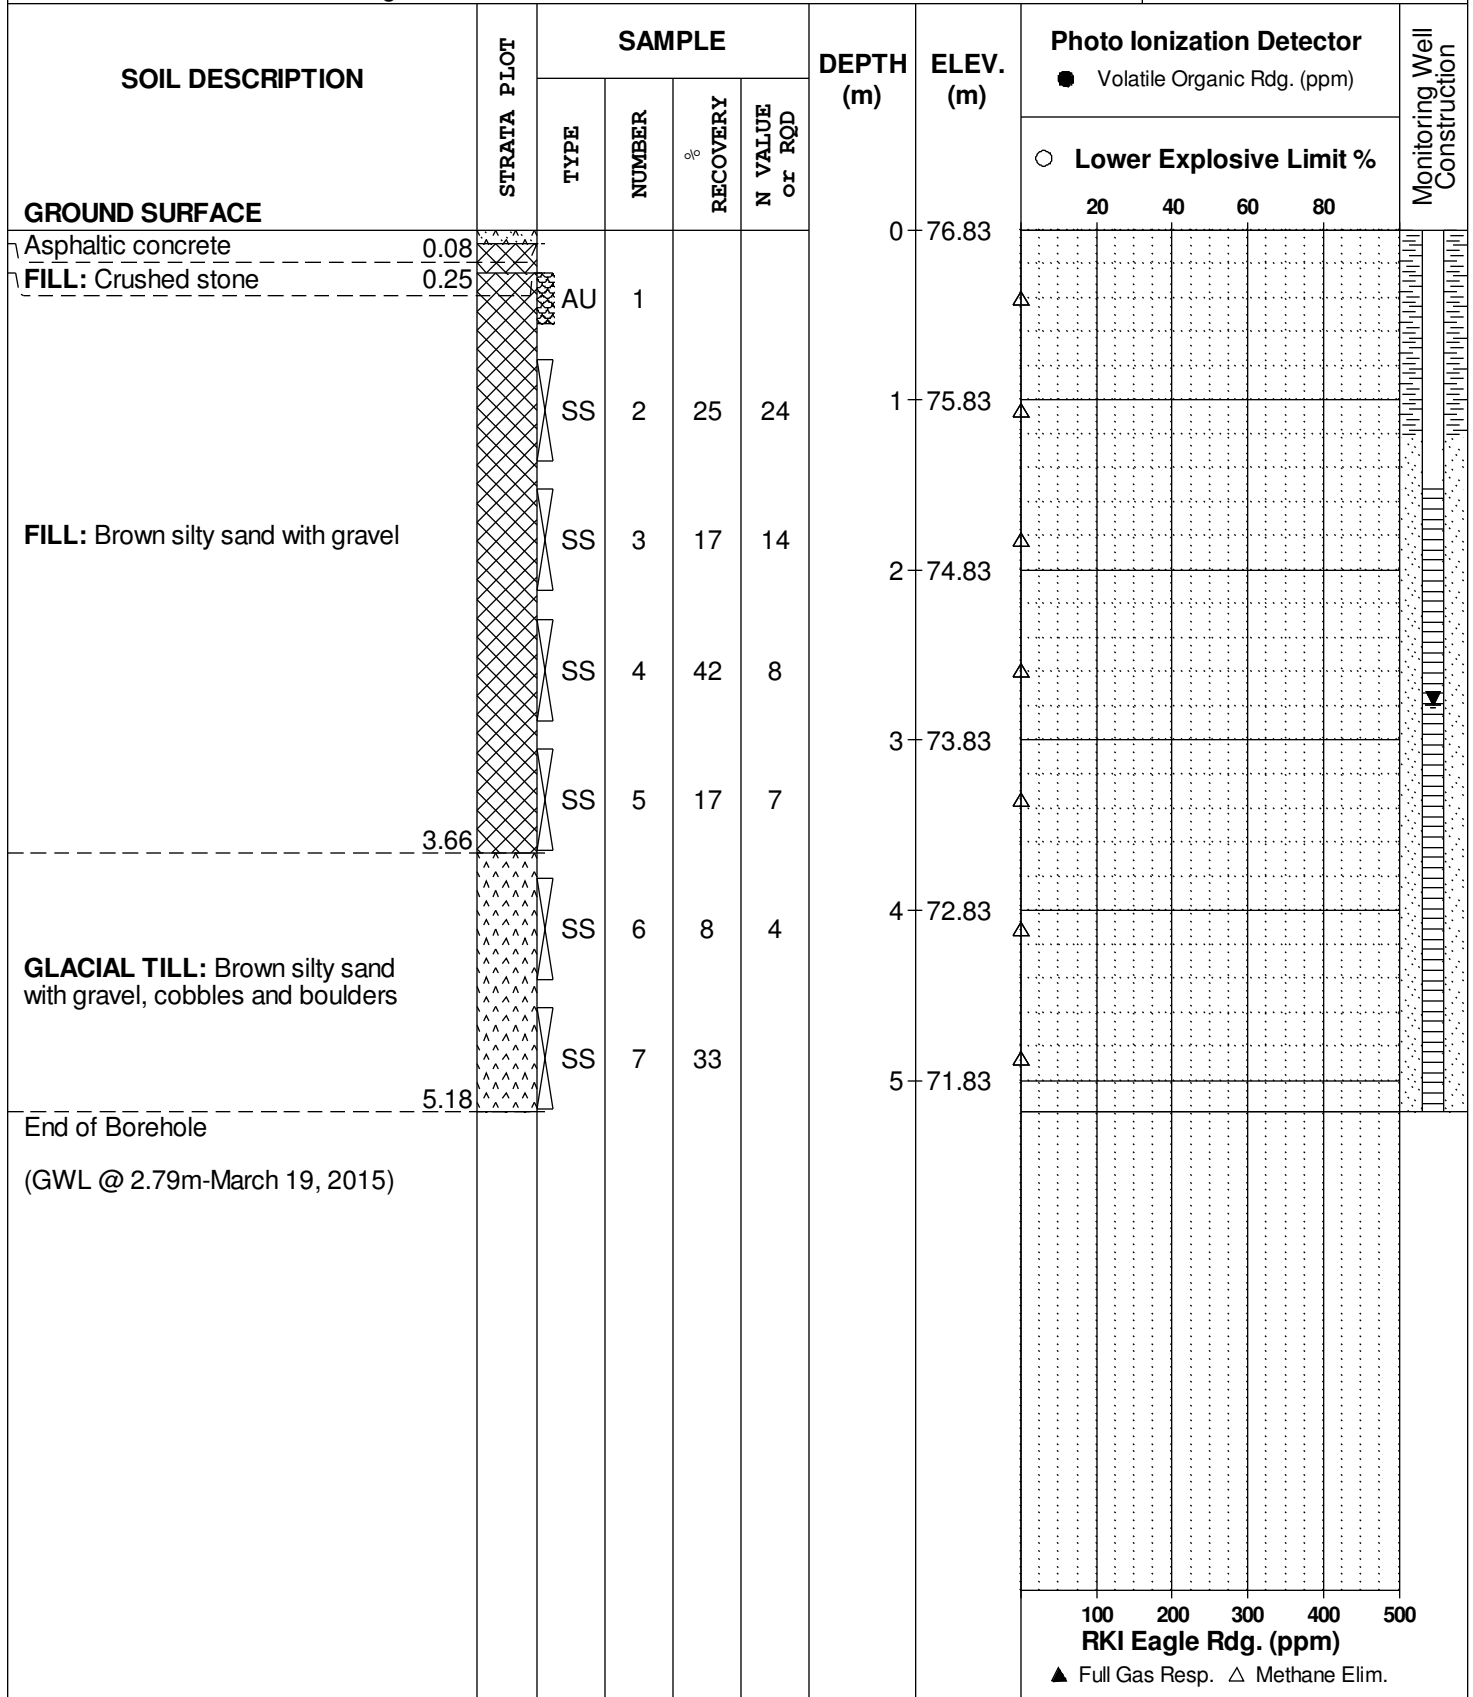 SOIL DESCRIPTION
GROUND SURFACE
STRATA PLOT
SAMPLE
TYPE
NUMBER
%
RECOVERY
N VALUE
or RQD
DEPTH
(m)
ELEV.
(m)
Photo Ionization Detector
● Volatile Organic Rdg. (ppm)
○ Lower Explosive Limit %
20 40 60 80
Monitoring Well
Construction
0 76.83
Asphaltic concrete 0.08
FILL: Crushed stone 0.25
AU 1
1 75.83
SS 2 25 24
FILL: Brown silty sand with gravel
SS 3 17 14
2 74.83
SS 4 42 8
3 73.83
SS 5 17 7
3.66
4 72.83
SS 6 8 4
GLACIAL TILL: Brown silty sand
with gravel, cobbles and boulders
SS 7 33
5 71.83
5.18
End of Borehole
(GWL @ 2.79m-March 19, 2015)
100 200 300 400 500
RKI Eagle Rdg. (ppm)
▲ Full Gas Resp. △ Methane Elim.